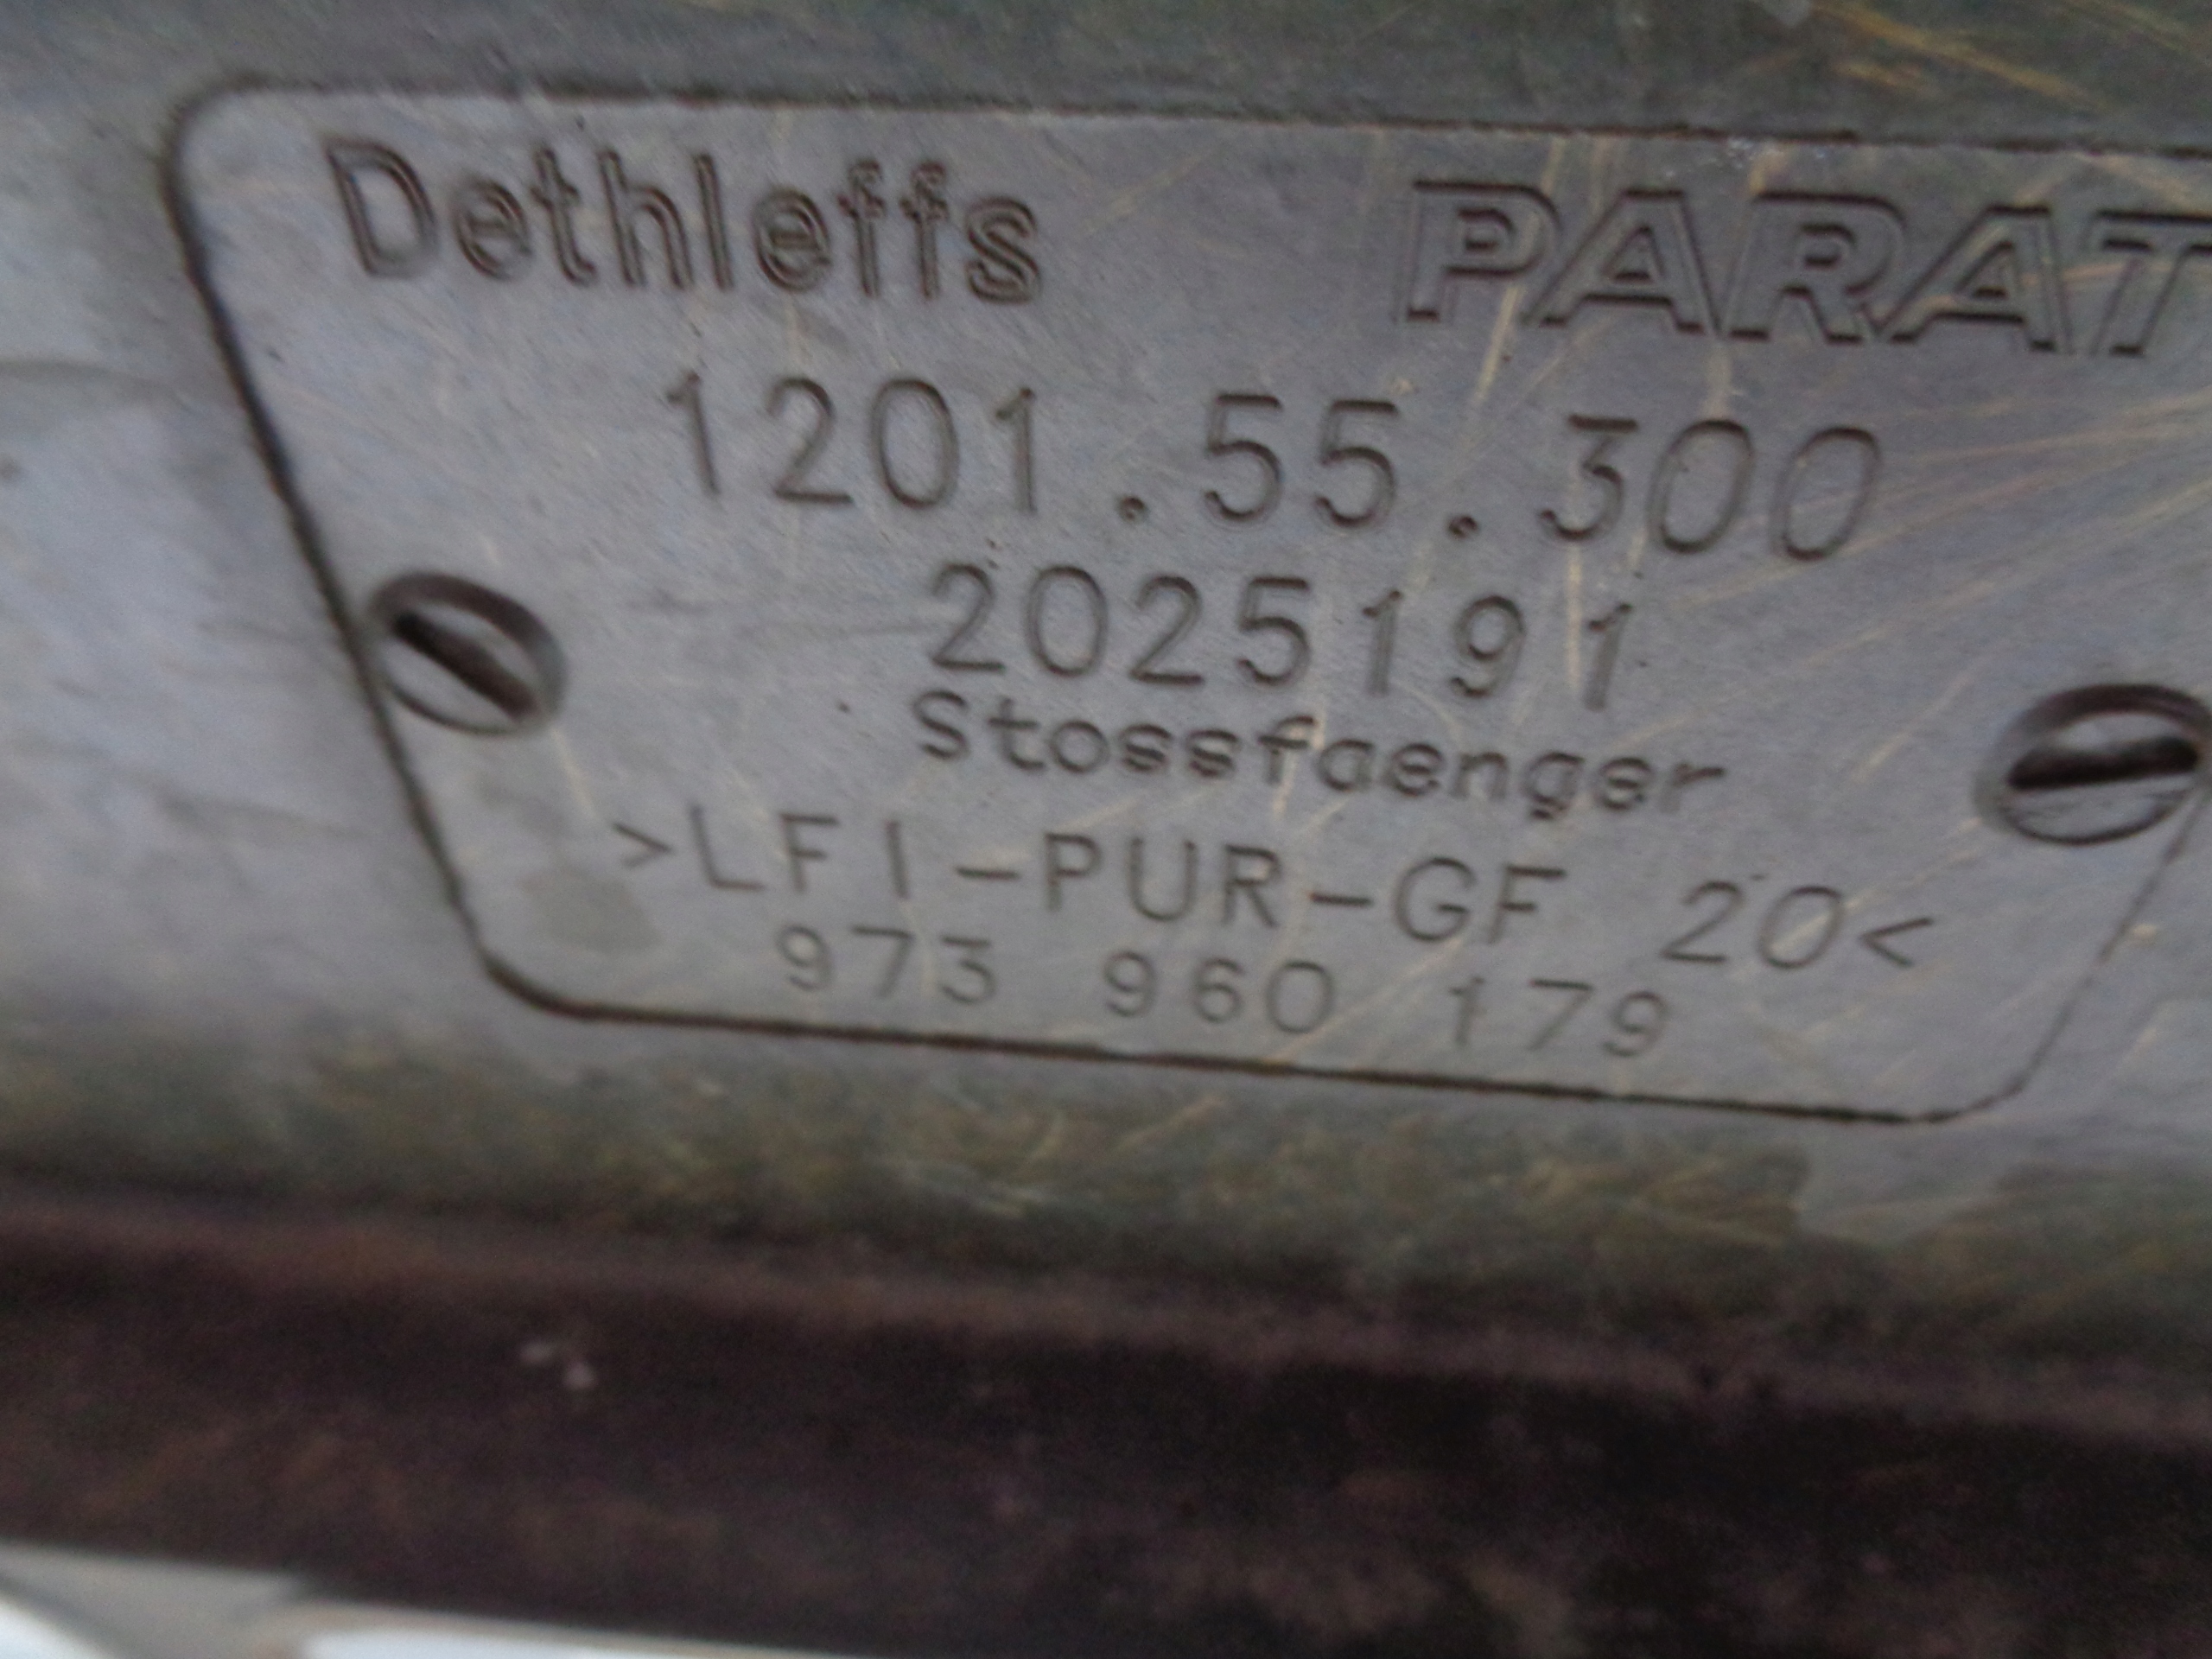 Dethleffs PARAT
1201.55.300
2025191
Stossfaenger
>LFI-PUR-GF 20<
973 960 179